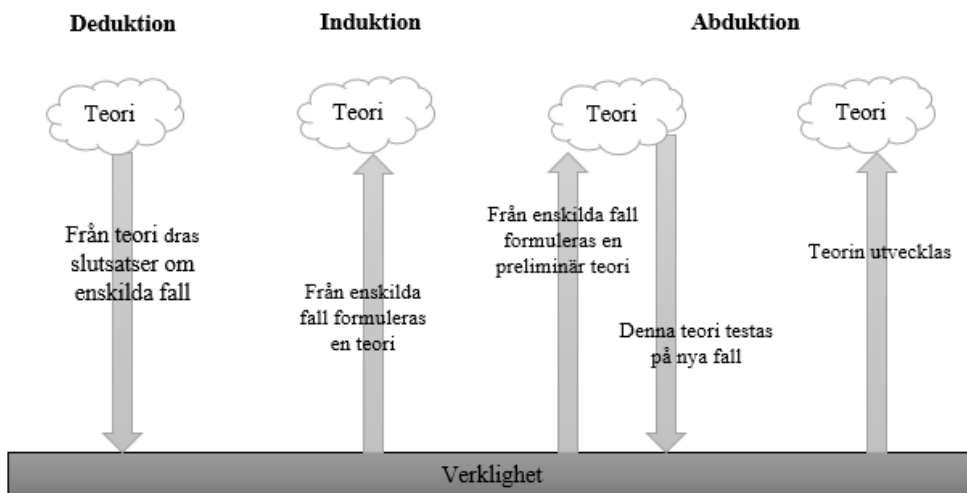 Deduktion
Induktion
Abduktion
Teori
Teori
Teori
Teori
Från teori dras
slutsatser om
enskilda fall
Från enskilda
fall formuleras
en teori
Från enskilda fall
formuleras en
preliminär teori
Denna teori testas
på nya fall
Teorin utvecklas
Verklighet